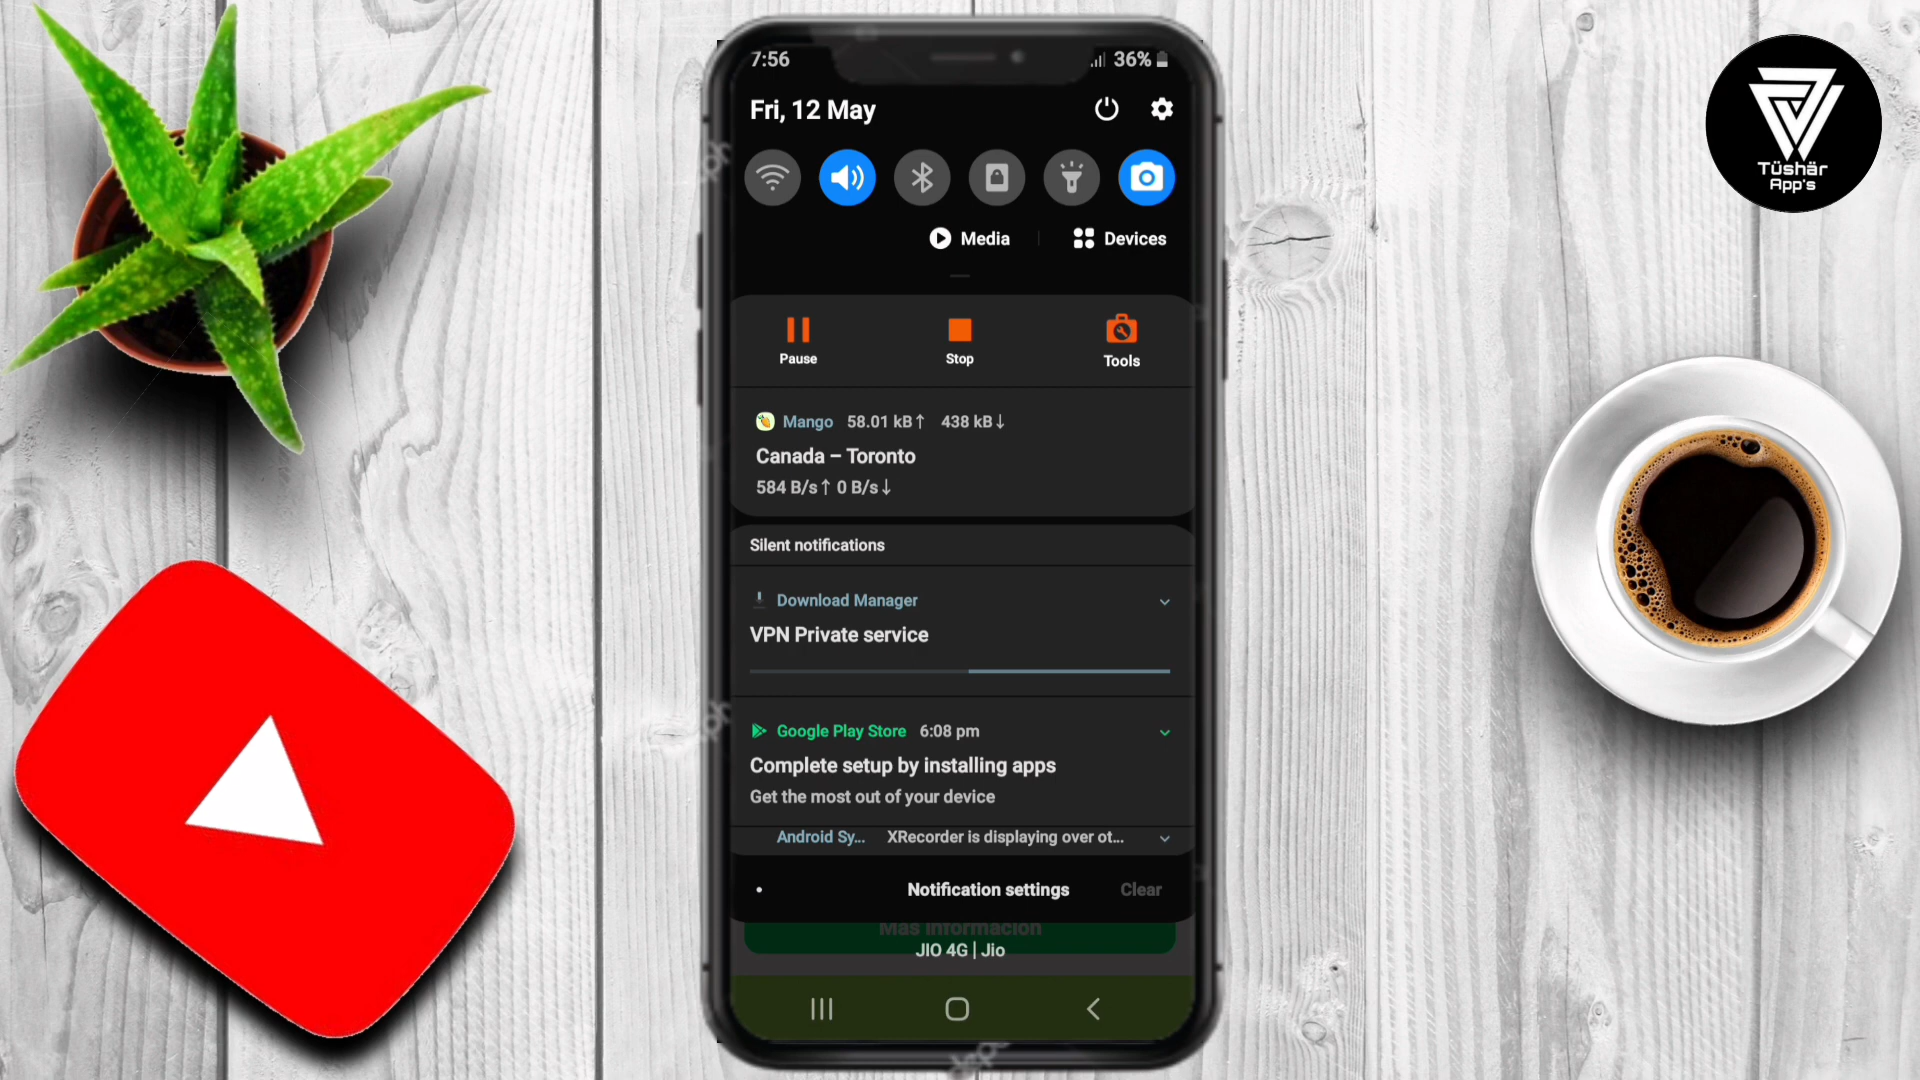 7:56
36%
Fri, 12 May
Media
Devices
Pause
Stop
Tools
Mango 58.01 kB↑ 438 kB↓
Canada – Toronto
584 B/s↑ 0 B/s↓
Silent notifications
Download Manager
VPN Private service
Google Play Store 6:08 pm
Complete setup by installing apps
Get the most out of your device
Android Sy... XRecorder is displaying over ot...
Notification settings
Clear
Más información
JIO 4G | Jio
Tüshär
App's